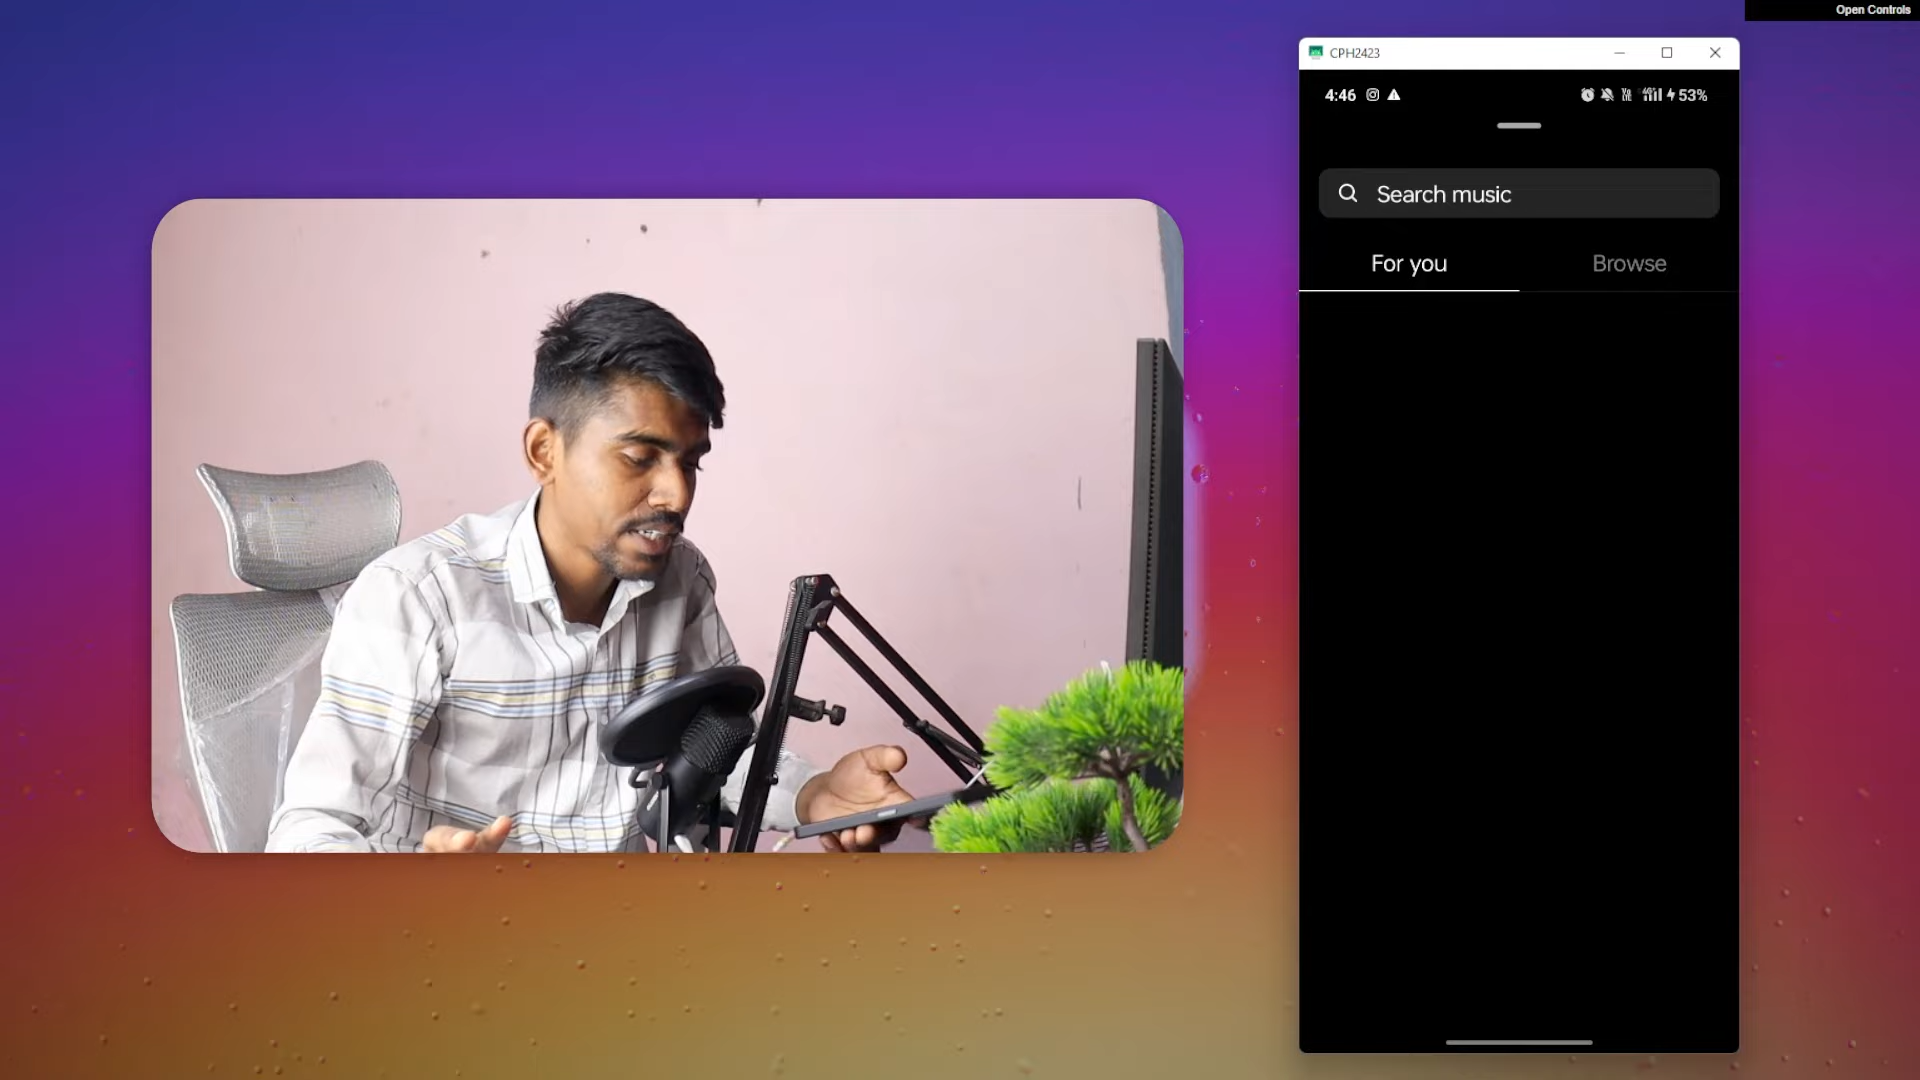 Open Controls
CPH2423
4:46
53%
Search music
For you
Browse